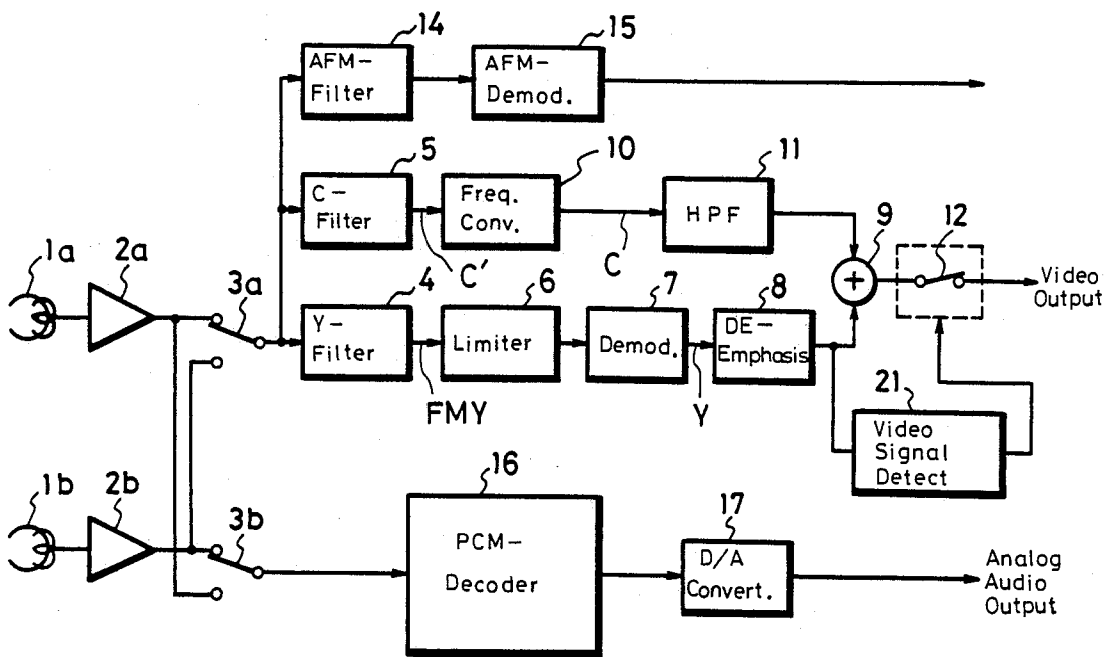 14
15
AFM-
Filter
AFM-
Demod.
5
10
11
C-
Filter
Freq.
Conv.
HPF
9
12
C'
C
1a
2a
3a
4
6
7
8
Video
Output
Y-
Filter
Limiter
Demod.
DE-
Emphasis
FMY
Y
21
Video
Signal
Detect
1b
2b
3b
16
17
PCM-
Decoder
D/A
Convert.
Analog
Audio
Output